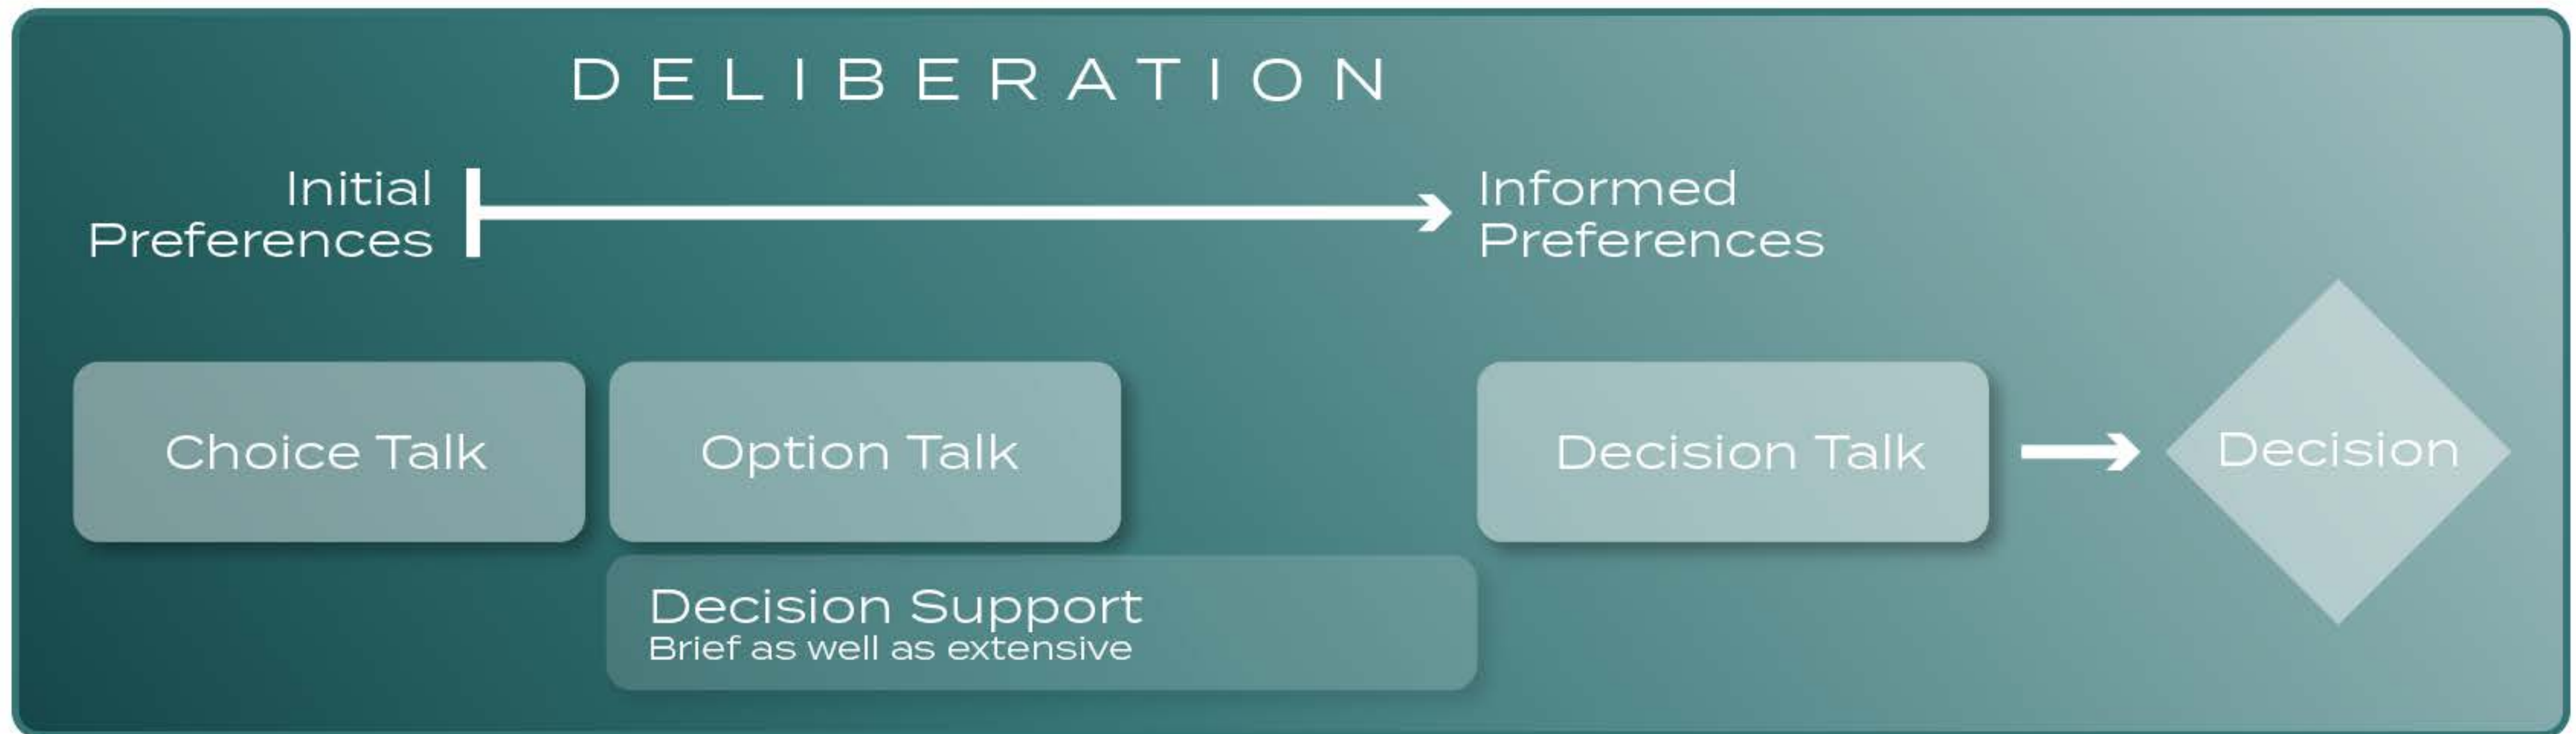 DELIBERATION
Initial
Preferences
Informed
Preferences
Choice Talk
Option Talk
Decision Talk
Decision
Decision Support
Brief as well as extensive